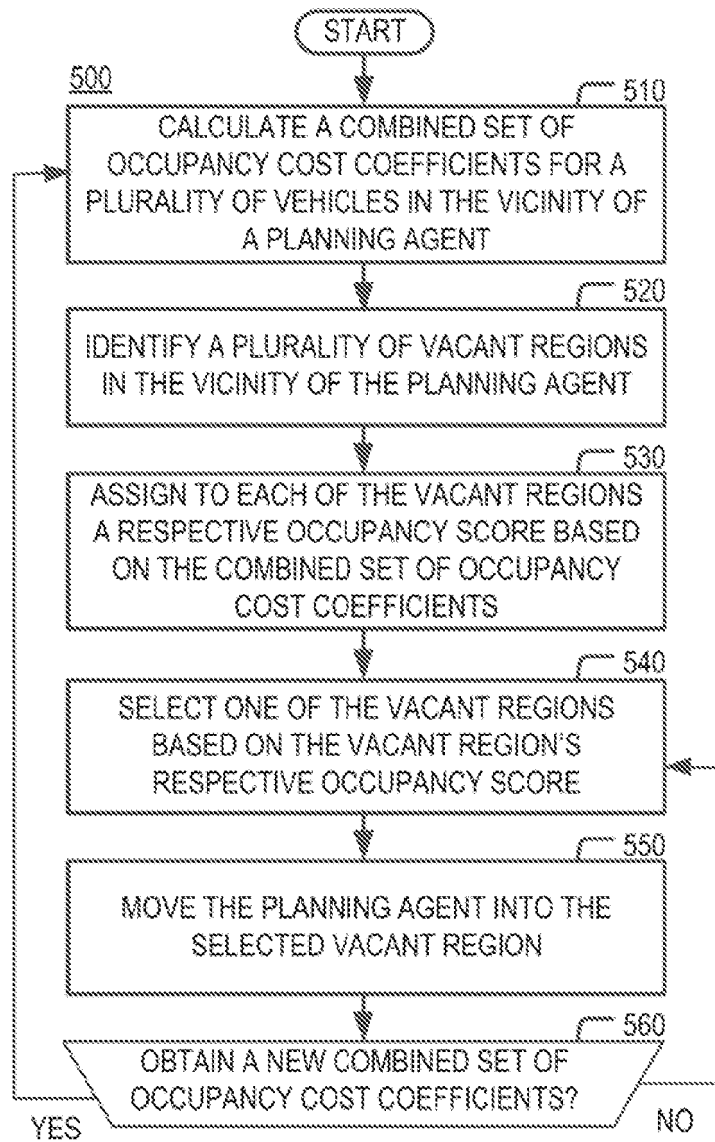 START
500
510
CALCULATE A COMBINED SET OF
OCCUPANCY COST COEFFICIENTS FOR A
PLURALITY OF VEHICLES IN THE VICINITY OF
A PLANNING AGENT
520
IDENTIFY A PLURALITY OF VACANT REGIONS
IN THE VICINITY OF THE PLANNING AGENT
530
ASSIGN TO EACH OF THE VACANT REGIONS
A RESPECTIVE OCCUPANCY SCORE BASED
ON THE COMBINED SET OF OCCUPANCY
COST COEFFICIENTS
540
SELECT ONE OF THE VACANT REGIONS
BASED ON THE VACANT REGION'S
RESPECTIVE OCCUPANCY SCORE
550
MOVE THE PLANNING AGENT INTO THE
SELECTED VACANT REGION
560
OBTAIN A NEW COMBINED SET OF
OCCUPANCY COST COEFFICIENTS?
YES
NO